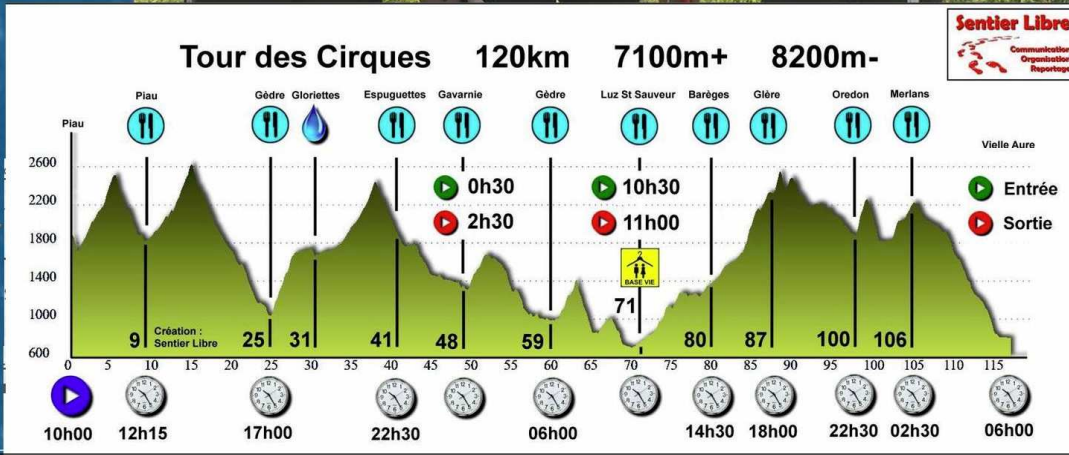 Tour des Cirques 120km 7100m+ 8200m-
Sentier Libre
Communication
Organisation
Reportage
Piau Gèdre Gloriettes Espuguettes Gavarnie Gèdre Luz St Sauveur Barèges Glère Oredon Merlans
Piau
Vielle Aure
2600
2200
1800
1400
1000
600
0h30
2h30
10h30
11h00
Entrée
Sortie
BASE VIE
9 25 31 41 48 59 71 80 87 100 106
Création :
Sentier Libre
0 5 10 15 20 25 30 35 40 45 50 55 60 65 70 75 80 85 90 95 100 105 110 115
10h00 12h15 17h00 22h30 06h00 14h30 18h00 22h30 02h30 06h00